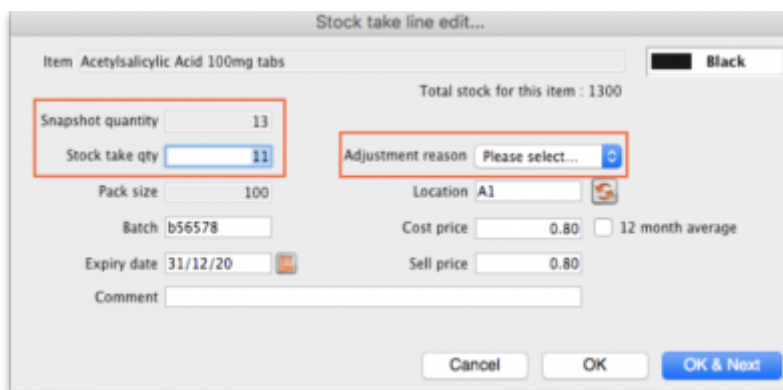 Stock take line edit...
Item Acetylsalicylic Acid 100mg tabs
Black
Total stock for this item : 1300
Snapshot quantity 13
Stock take qty 11
Adjustment reason Please select...
Pack size 100
Location A1
Batch b56578
Cost price 0.80
12 month average
Expiry date 31/12/20
Sell price 0.80
Comment
Cancel
OK
OK & Next